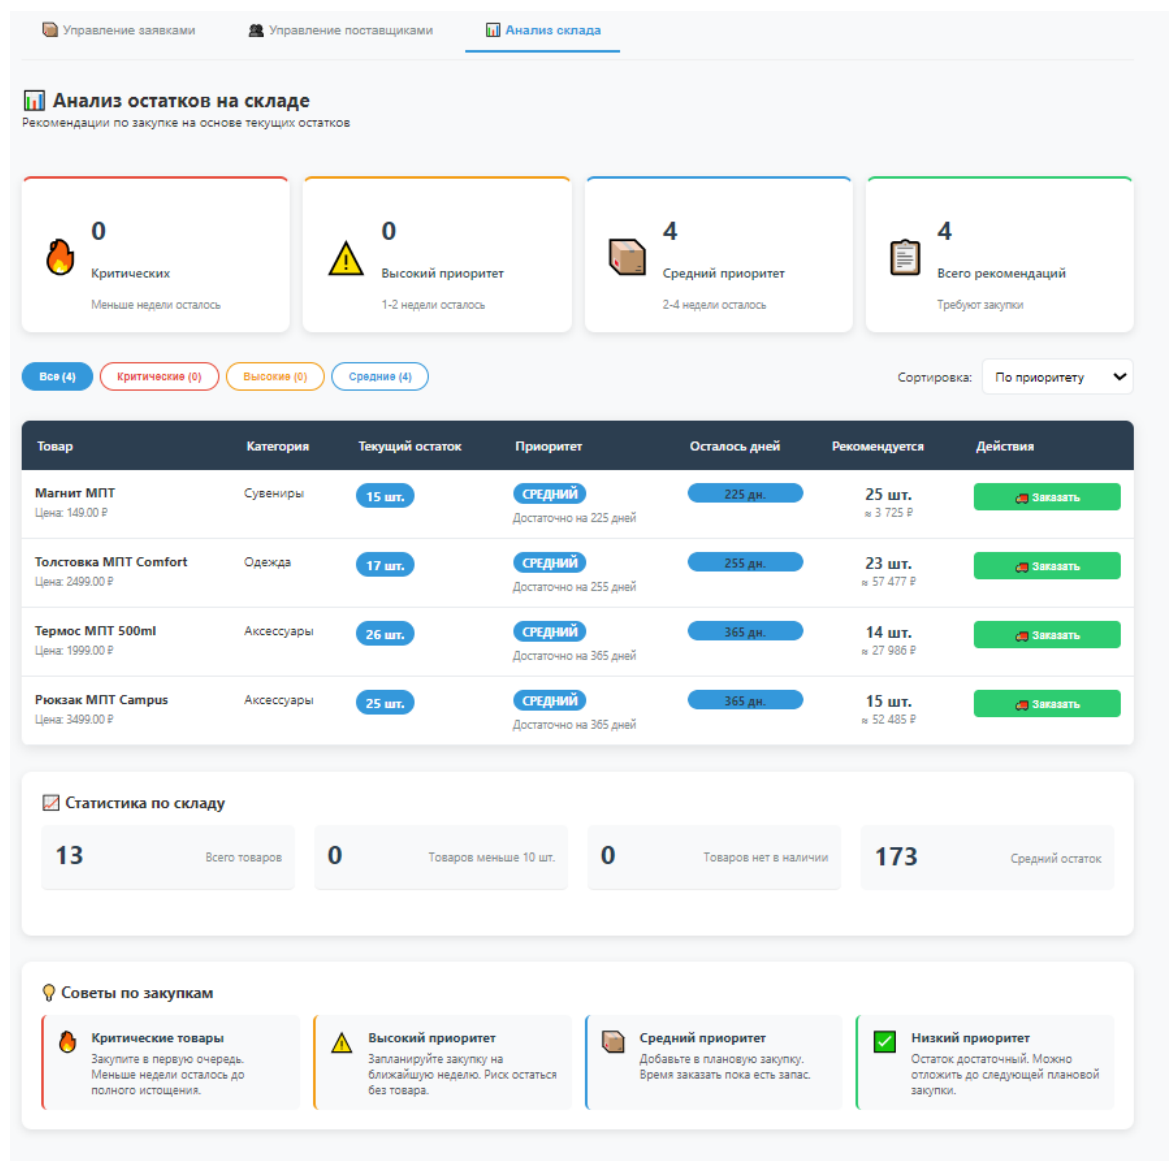 Управление заявками
Управление поставщиками
Анализ склада
Анализ остатков на складе
Рекомендации по закупке на основе текущих остатков
0
Критических
Меньше недели осталось
0
Высокий приоритет
1-2 недели осталось
4
Средний приоритет
2-4 недели осталось
4
Всего рекомендаций
Требуют закупки
Все (4)
Критические (0)
Высокие (0)
Средние (4)
Сортировка:
По приоритету
Товар Категория Текущий остаток Приоритет Осталось дней Рекомендуется Действия
Магнит МПТ Сувениры 15 шт. СРЕДНИЙ 225 дн. 25 шт. Заказать
Цена: 149.00 ₽ Достаточно на 225 дней ≈ 3 725 ₽
Толстовка МПТ Comfort Одежда 17 шт. СРЕДНИЙ 255 дн. 23 шт. Заказать
Цена: 2499.00 ₽ Достаточно на 255 дней ≈ 57 477 ₽
Термос МПТ 500ml Аксессуары 26 шт. СРЕДНИЙ 365 дн. 14 шт. Заказать
Цена: 1999.00 ₽ Достаточно на 365 дней ≈ 27 986 ₽
Рюкзак МПТ Campus Аксессуары 25 шт. СРЕДНИЙ 365 дн. 15 шт. Заказать
Цена: 3499.00 ₽ Достаточно на 365 дней ≈ 52 485 ₽
Статистика по складу
13 Всего товаров
0 Товаров меньше 10 шт.
0 Товаров нет в наличии
173 Средний остаток
Советы по закупкам
Критические товары
Закупите в первую очередь.
Меньше недели осталось до
полного истощения.
Высокий приоритет
Запланируйте закупку на
ближайшую неделю. Риск остаться
без товара.
Средний приоритет
Добавьте в плановую закупку.
Время заказать пока есть запас.
Низкий приоритет
Остаток достаточный. Можно
отложить до следующей плановой
закупки.